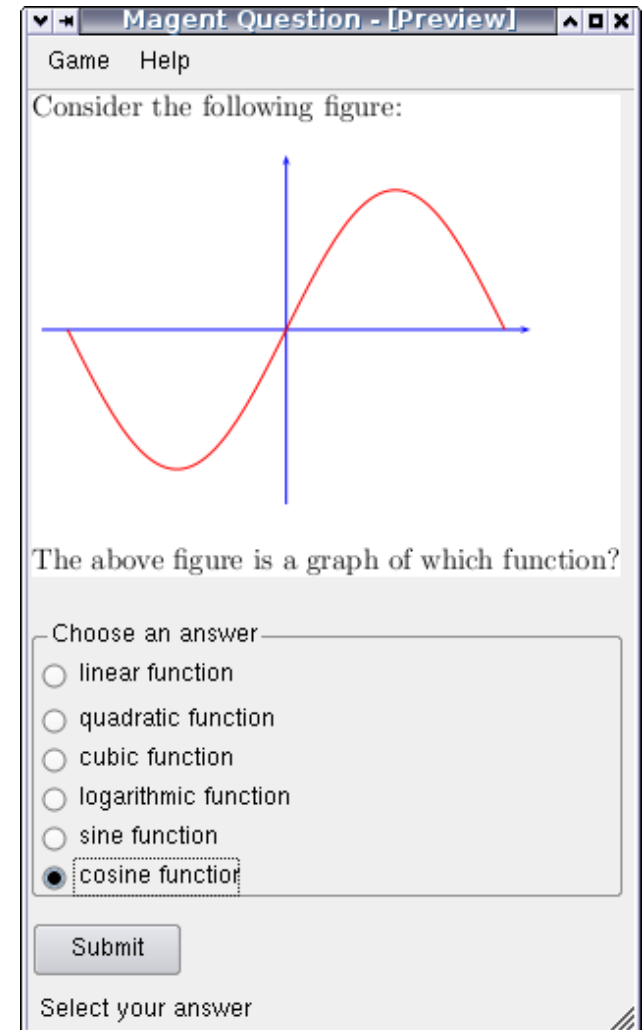 Magent Question - [Preview]
Game Help
Consider the following figure:
The above figure is a graph of which function?
Choose an answer
linear function
quadratic function
cubic function
logarithmic function
sine function
cosine function
Submit
Select your answer